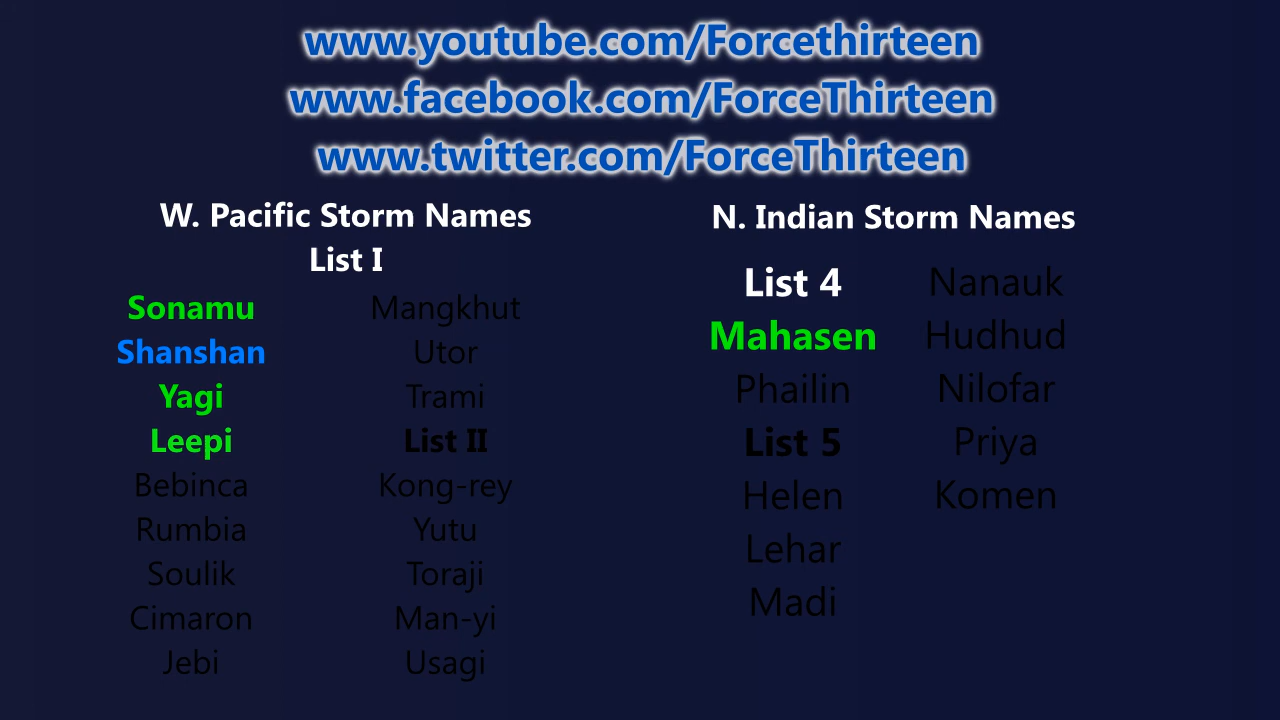 www.youtube.com/Forcethirteen
www.facebook.com/ForceThirteen
www.twitter.com/ForceThirteen
W. Pacific Storm Names
List I
Sonamu
Shanshan
Yagi
Leepi
Bebinca
Rumbia
Soulik
Cimaron
Jebi
Mangkhut
Utor
Trami
List II
Kong-rey
Yutu
Toraji
Man-yi
Usagi
N. Indian Storm Names
List 4
Mahasen
Phailin
List 5
Helen
Lehar
Madi
Nanauk
Hudhud
Nilofar
Priya
Komen